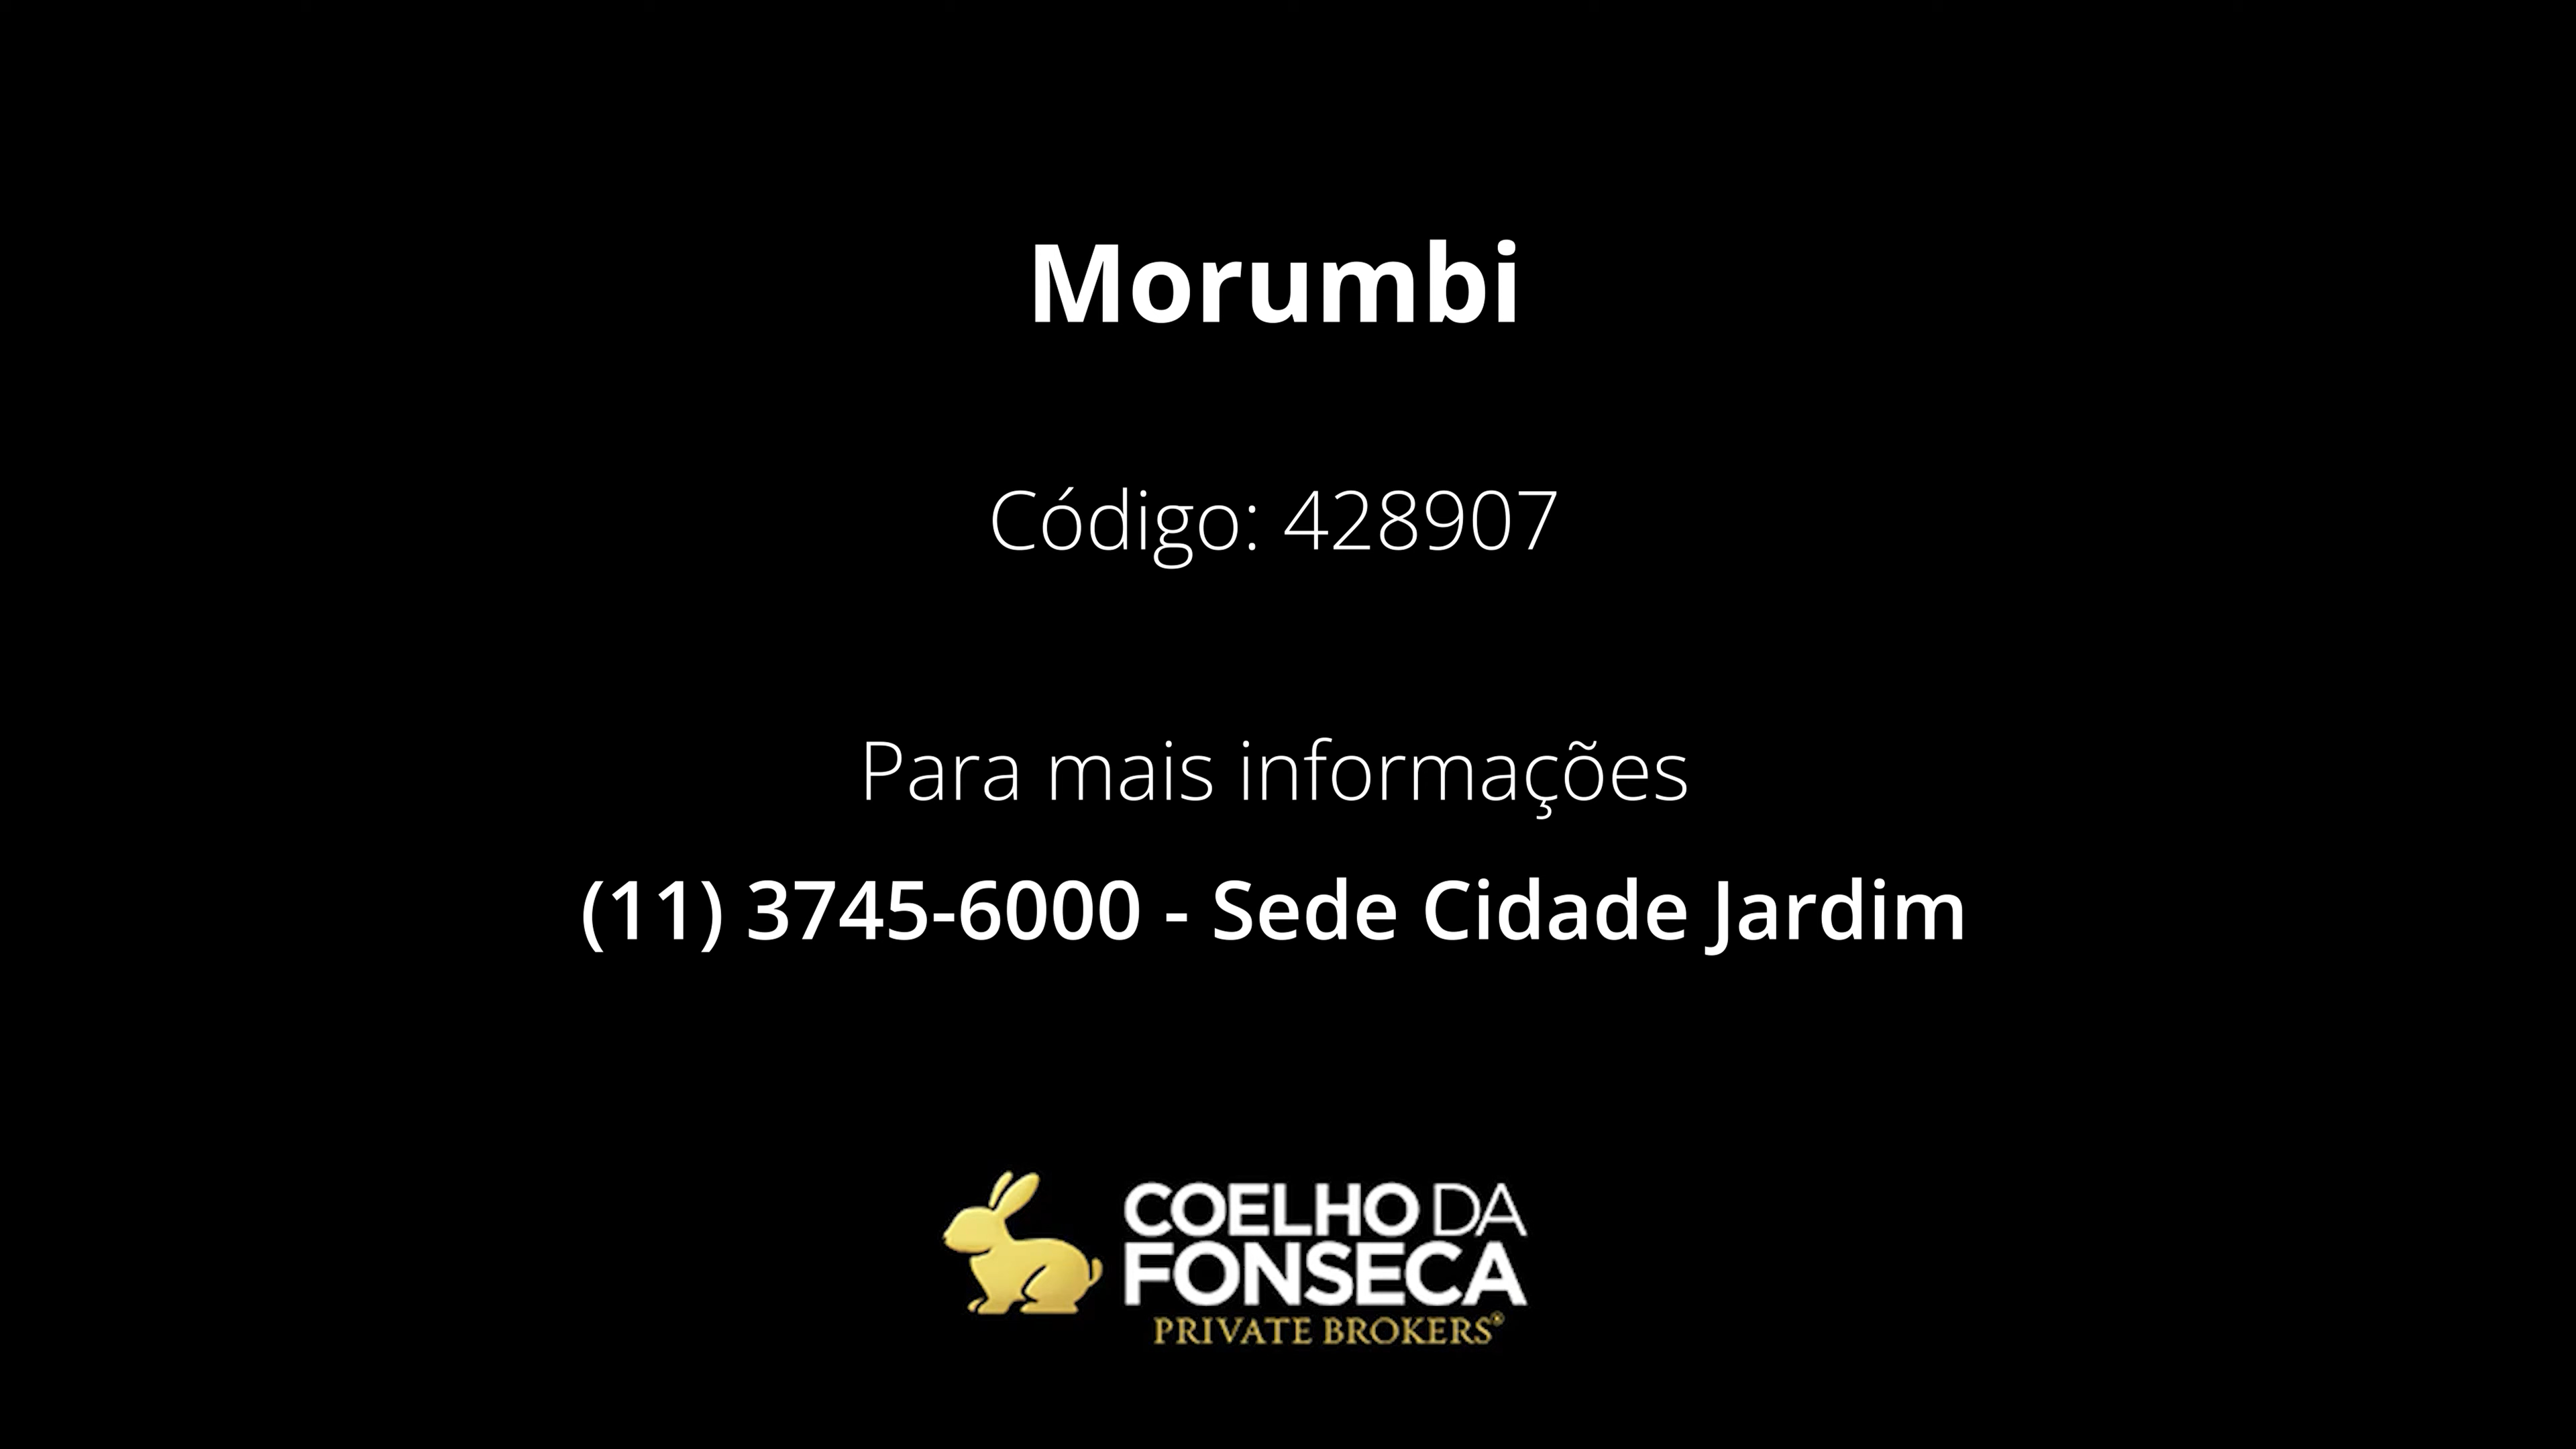 Morumbi
Código: 428907
Para mais informações
(11) 3745-6000 - Sede Cidade Jardim
COELHO DA
FONSECA
PRIVATE BROKERS®